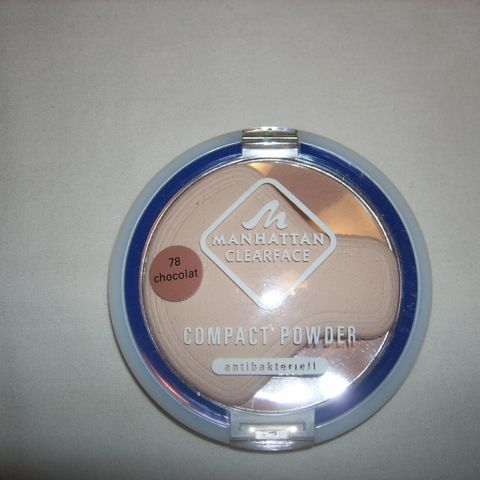 M
MANHATTAN
CLEARFACE
78
chocolat
COMPACT POWDER
antibakteriell